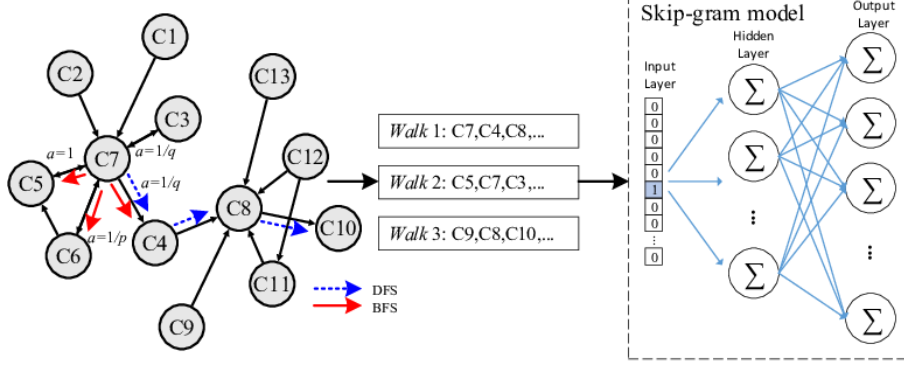 C1
C2
C3
C7
a=1
a=1/q
C5
a=1/q
a=1/p
C6
C4
C13
C12
C8
C10
C11
C9
DFS
BFS
Walk 1: C7,C4,C8,...
Walk 2: C5,C7,C3,...
Walk 3: C9,C8,C10,...
Skip-gram model
Input
Layer
Hidden
Layer
Output
Layer
0
0
0
0
0
1
0
0
...
0
∑
∑
...
∑
∑
∑
∑
...
∑